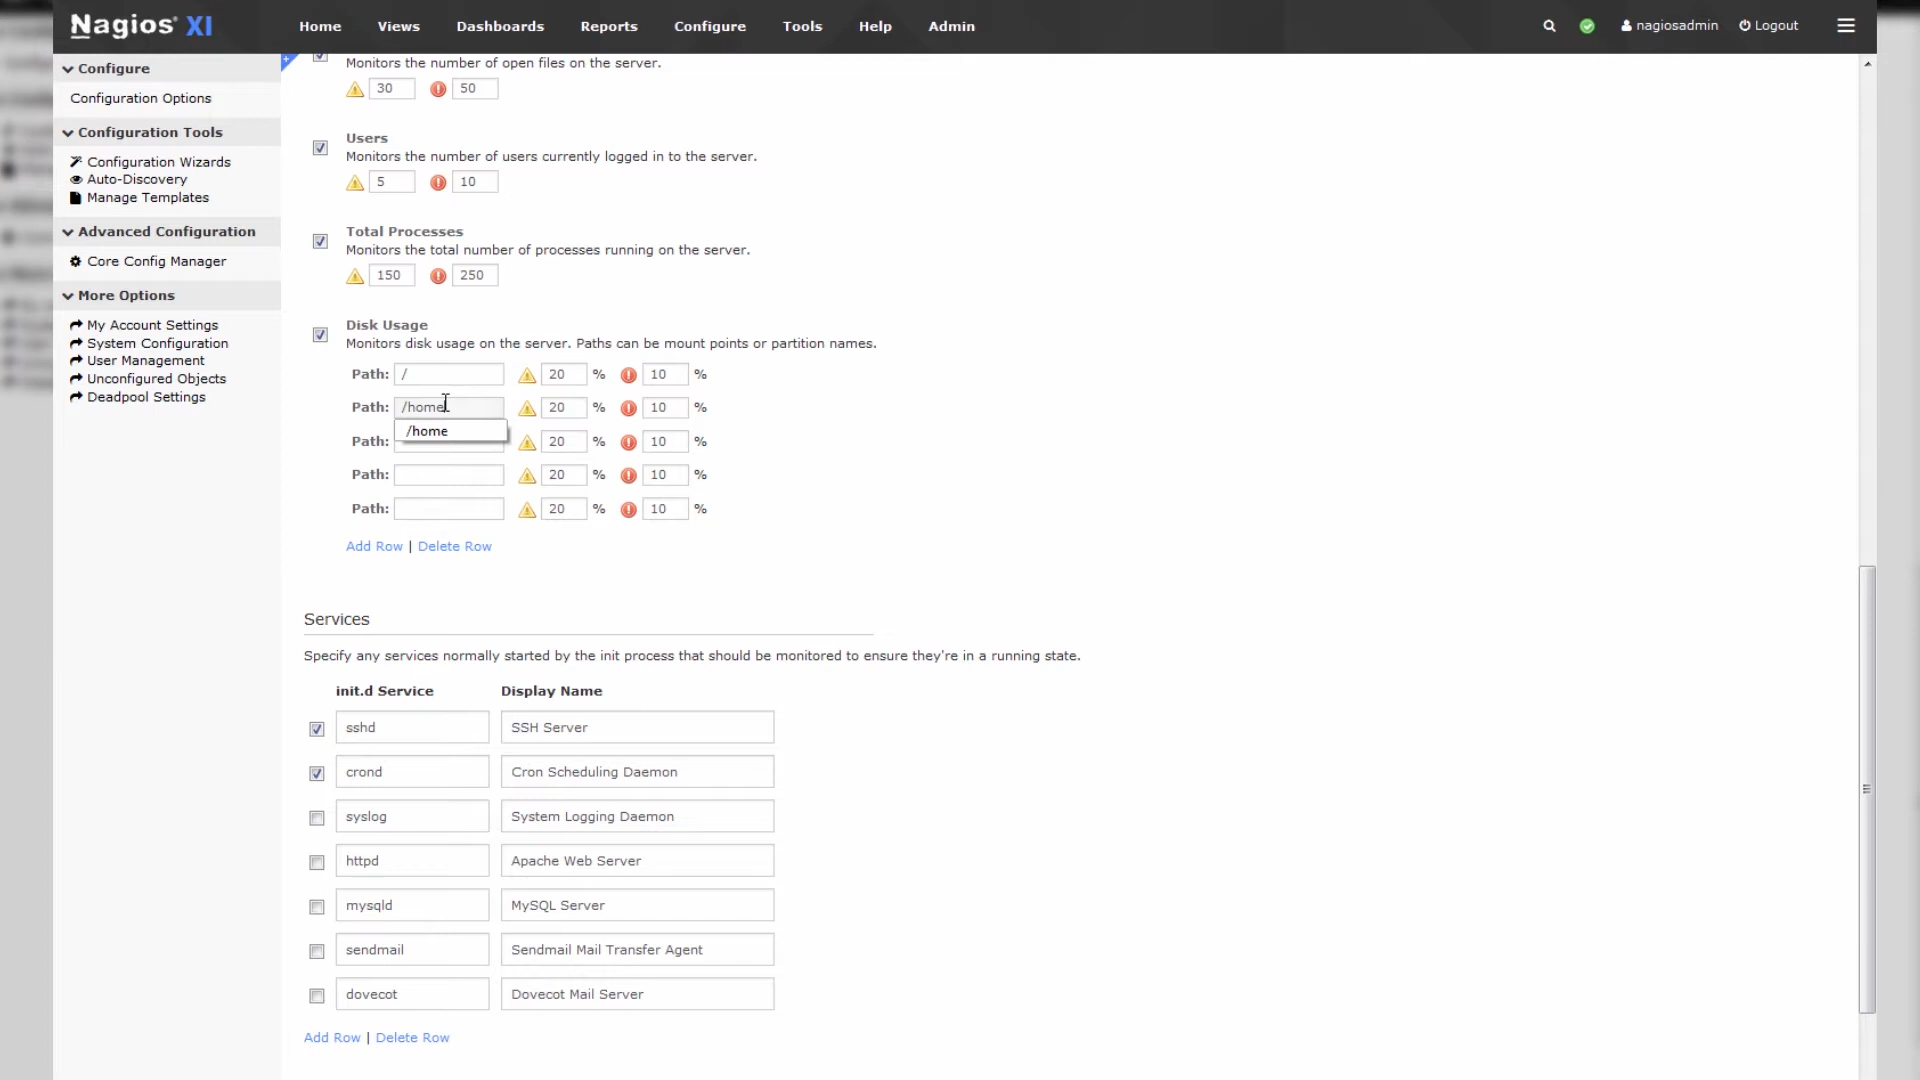 Nagios XI
Home Views Dashboards Reports Configure Tools Help Admin
nagiosadmin Logout
Configure
Configuration Options
Configuration Tools
Configuration Wizards
Auto-Discovery
Manage Templates
Advanced Configuration
Core Config Manager
More Options
My Account Settings
System Configuration
User Management
Unconfigured Objects
Deadpool Settings
Monitors the number of open files on the server.
30 50
Users
Monitors the number of users currently logged in to the server.
5 10
Total Processes
Monitors the total number of processes running on the server.
150 250
Disk Usage
Monitors disk usage on the server. Paths can be mount points or partition names.
Path: / 20 % 10 %
Path: /home 20 % 10 %
/home
Path: 20 % 10 %
Path: 20 % 10 %
Path: 20 % 10 %
Add Row | Delete Row
Services
Specify any services normally started by the init process that should be monitored to ensure they're in a running state.
init.d Service Display Name
sshd SSH Server
crond Cron Scheduling Daemon
syslog System Logging Daemon
httpd Apache Web Server
mysqld MySQL Server
sendmail Sendmail Mail Transfer Agent
dovecot Dovecot Mail Server
Add Row | Delete Row